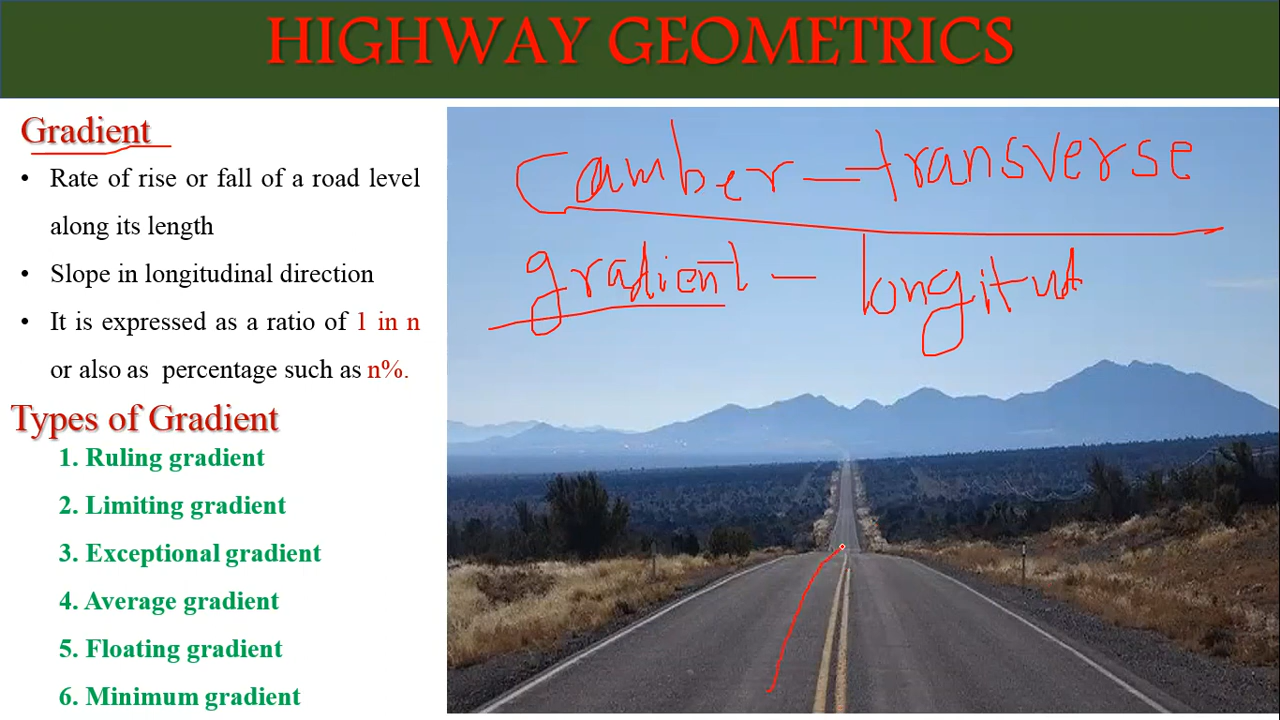 HIGHWAY GEOMETRICS
Gradient
• Rate of rise or fall of a road level
along its length
• Slope in longitudinal direction
• It is expressed as a ratio of 1 in n
or also as percentage such as n%.
Types of Gradient
1. Ruling gradient
2. Limiting gradient
3. Exceptional gradient
4. Average gradient
5. Floating gradient
6. Minimum gradient
Camber – transverse
gradient – longitud